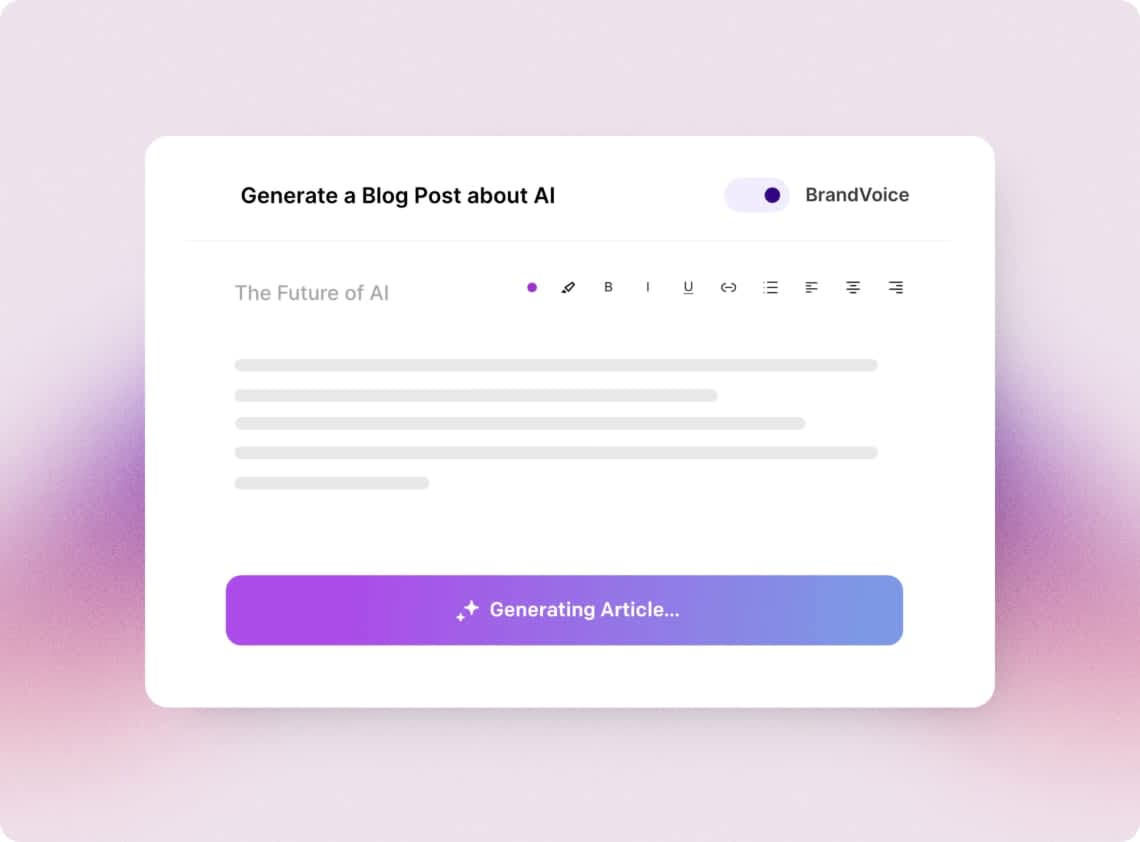 Generate a Blog Post about AI
BrandVoice
The Future of AI
B I U
Generating Article...